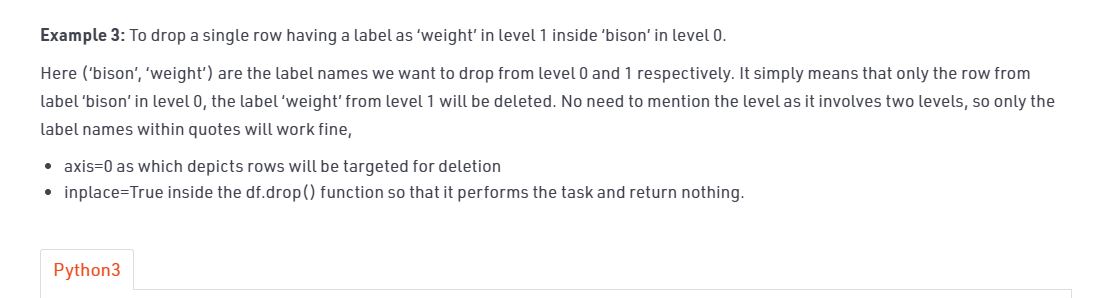 Example 3: To drop a single row having a label as ‘weight’ in level 1 inside ‘bison’ in level 0.
Here (‘bison’, ‘weight’) are the label names we want to drop from level 0 and 1 respectively. It simply means that only the row from
label ‘bison’ in level 0, the label ‘weight’ from level 1 will be deleted. No need to mention the level as it involves two levels, so only the
label names within quotes will work fine,
• axis=0 as which depicts rows will be targeted for deletion
• inplace=True inside the df.drop() function so that it performs the task and return nothing.
Python3